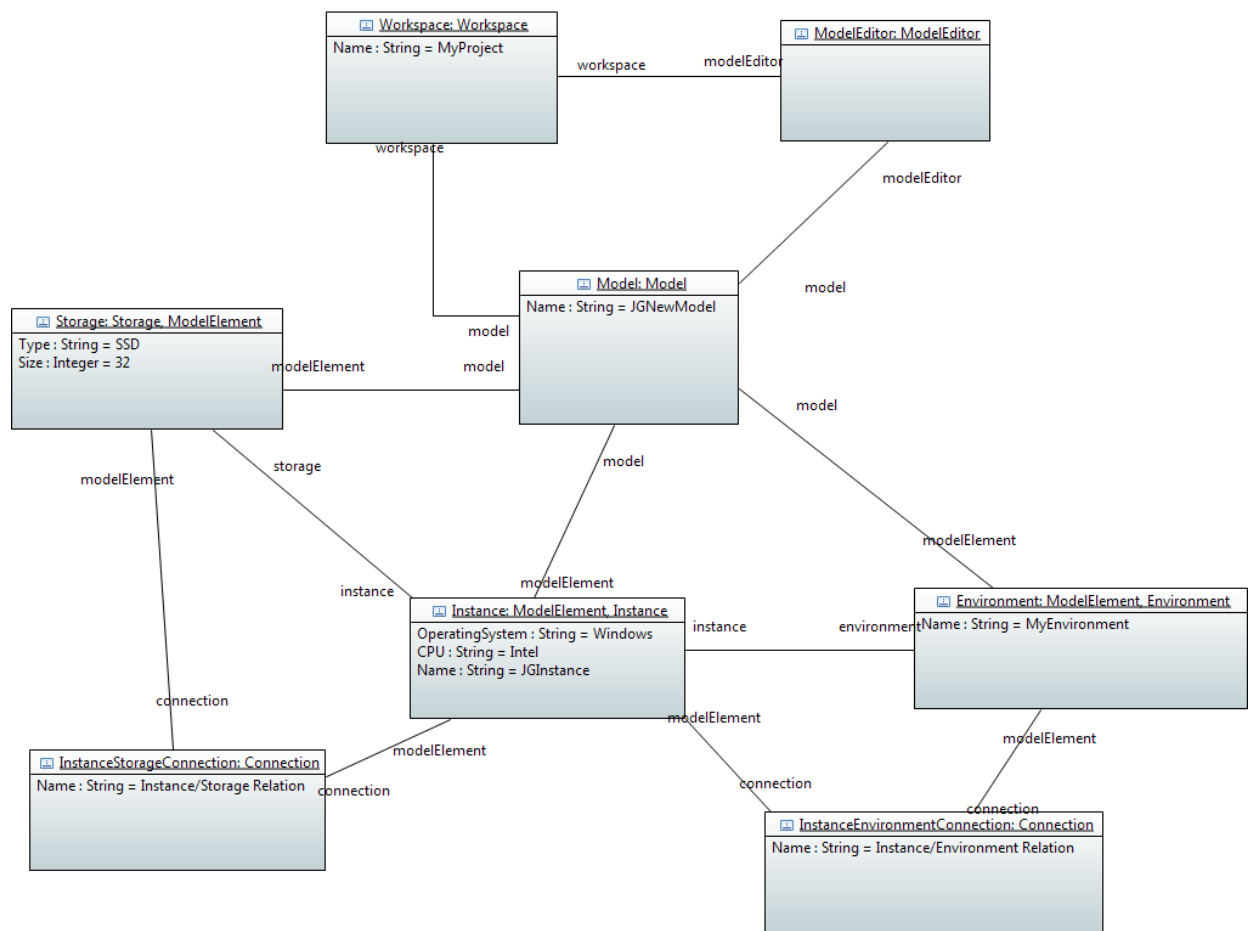 Workspace: Workspace
Name : String = MyProject
ModelEditor: ModelEditor
workspace
modelEditor
workspace
modelEditor
Model: Model
Name : String = JGNewModel
model
model
Storage: Storage, ModelElement
Type : String = SSD
Size : Integer = 32
modelElement
model
model
model
storage
modelElement
modelElement
instance
modelElement
Instance: ModelElement, Instance
OperatingSystem : String = Windows
CPU : String = Intel
Name : String = JGInstance
instance
environment
Environment: ModelElement, Environment
Name : String = MyEnvironment
connection
modelElement
modelElement
modelElement
InstanceStorageConnection: Connection
Name : String = Instance/Storage Relation
connection
connection
connection
InstanceEnvironmentConnection: Connection
Name : String = Instance/Environment Relation